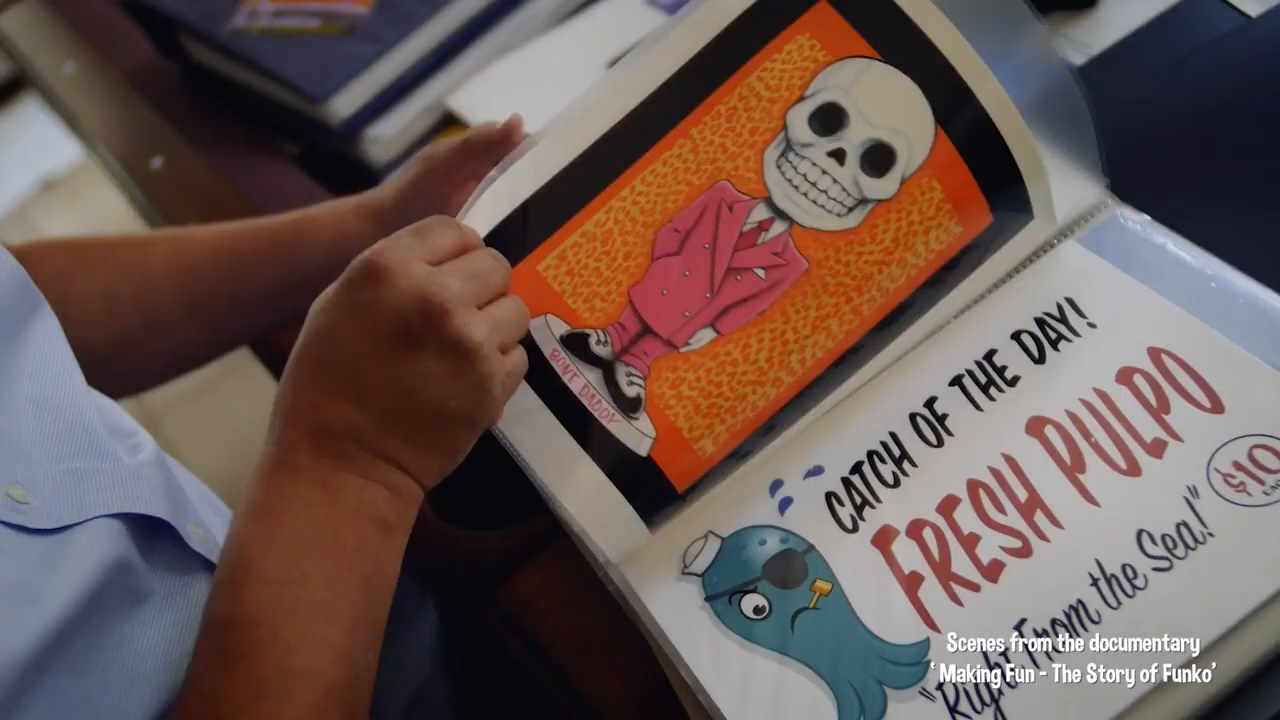 BONE DADDY
CATCH OF THE DAY!
FRESH PULPO
$10
"Right From the Sea!"
Scenes from the documentary
‘Making Fun - The Story of Funko’